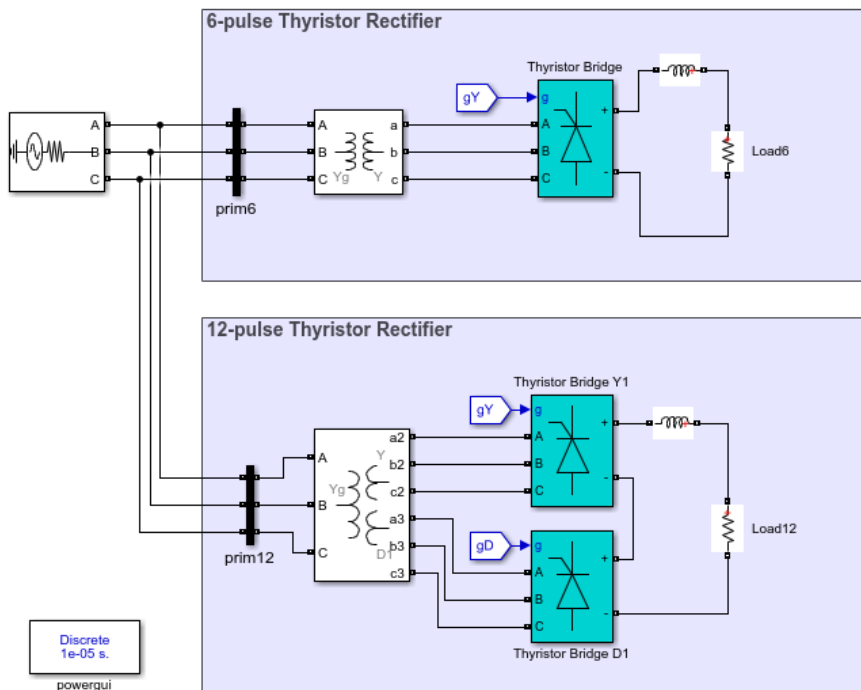 6-pulse Thyristor Rectifier
Thyristor Bridge
gY
g
A
B
C
A
B
C
prim6
A
B
C
Yg
Y
a
b
c
A
B
C
+
-
Load6
12-pulse Thyristor Rectifier
Thyristor Bridge Y1
gY
g
A
B
C
+
-
prim12
A
B
C
Yg
Y
D1
a2
b2
c2
a3
b3
c3
gD
g
A
B
C
+
-
Load12
Thyristor Bridge D1
Discrete
1e-05 s.
powergui